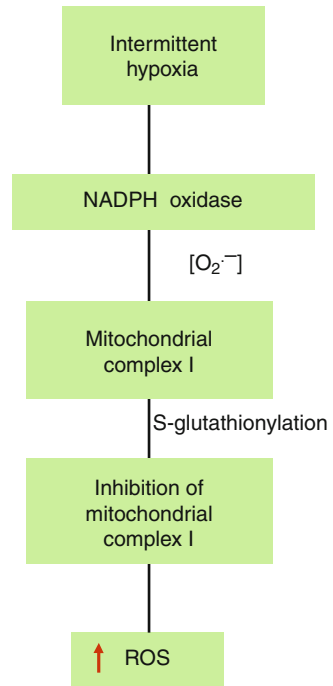 Intermittent
hypoxia
NADPH oxidase
[O₂·⁻]
Mitochondrial
complex I
S-glutathionylation
Inhibition of
mitochondrial
complex I
↑ ROS